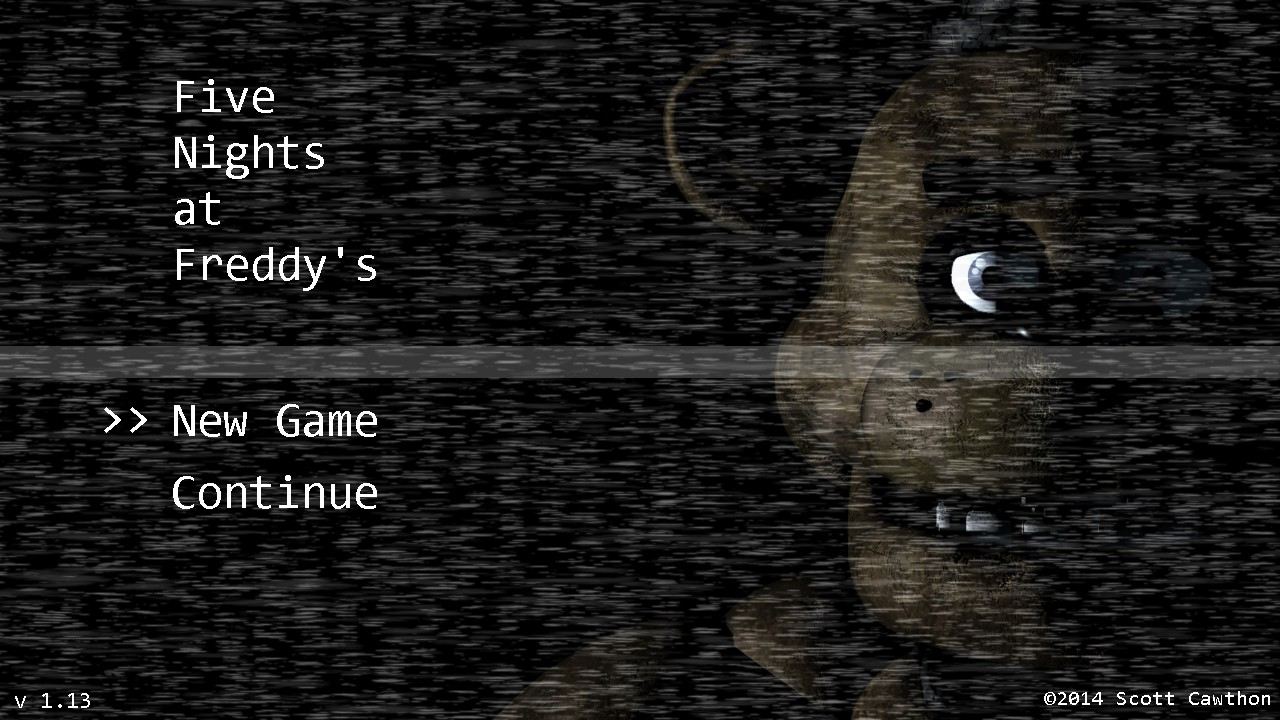 Five
Nights
at
Freddy's
>> New Game
Continue
v 1.13
©2014 Scott Cawthon